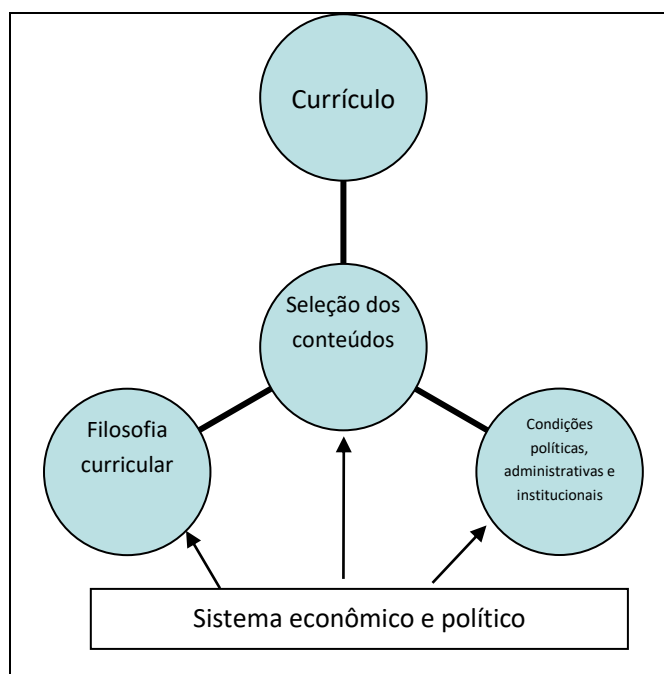 Currículo
Seleção dos
conteúdos
Filosofia
curricular
Condições
políticas,
administrativas e
institucionais
Sistema econômico e político